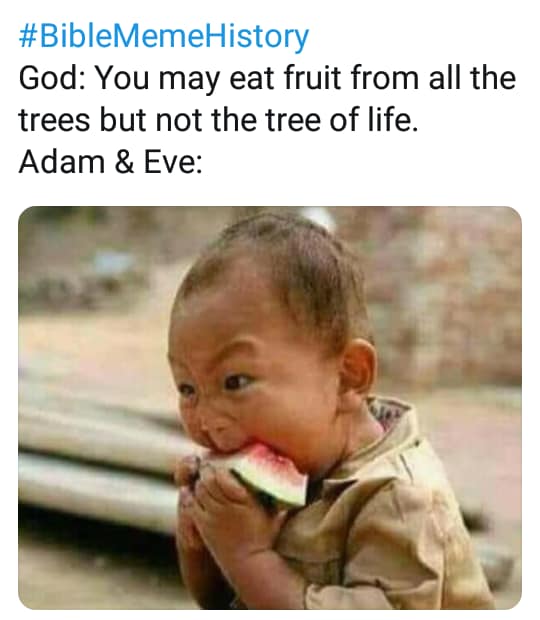 #BibleMemeHistory
God: You may eat fruit from all the
trees but not the tree of life.
Adam & Eve: